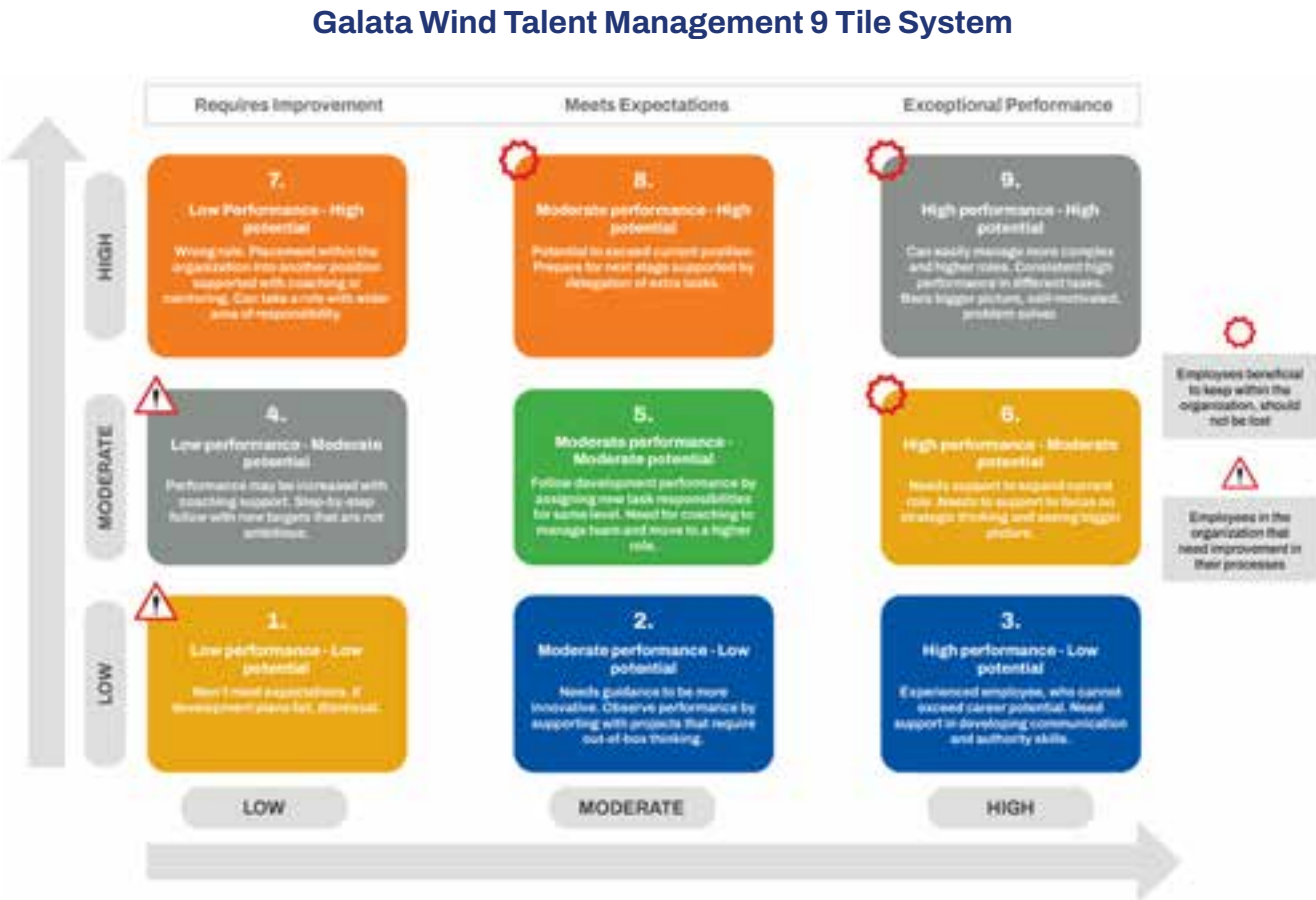 Galata Wind Talent Management 9 Tile System
Requires Improvement
Meets Expectations
Exceptional Performance
HIGH
7.
Low Performance - High
potential
Wrong role. Placement within the
organization into another position
supported with coaching or
mentoring. Can take a role with wider
area of responsibility.
8.
Moderate performance - High
potential
Potential to exceed current position.
Prepare for next stage supported by
delegation of extra tasks.
9.
High performance - High
potential
Can easily manage more complex
and higher roles. Consistent high
performance in different tasks.
Sees bigger picture, self-motivated,
problem solver.
Employees beneficial
to keep within the
organization, should
not be lost
MODERATE
4.
Low performance - Moderate
potential
Performance may be increased with
coaching support. Step-by-step
follow with new targets that are not
ambitious.
5.
Moderate performance -
Moderate potential
Follow development performance by
assigning new task responsibilities
for same level. Need for coaching to
manage team and move to a higher
role.
6.
High performance - Moderate
potential
Needs support to expand current
role. Needs to support to focus on
strategic thinking and seeing bigger
picture.
Employees in the
organization that
need improvement in
their processes
LOW
1.
Low performance - Low
potential
Won't meet expectations. If
development plans fail, dismissal.
2.
Moderate performance - Low
potential
Needs guidance to be more
innovative. Observe performance by
supporting with projects that require
out-of-box thinking.
3.
High performance - Low
potential
Experienced employee, who cannot
exceed career potential. Need
support in developing communication
and authority skills.
LOW
MODERATE
HIGH